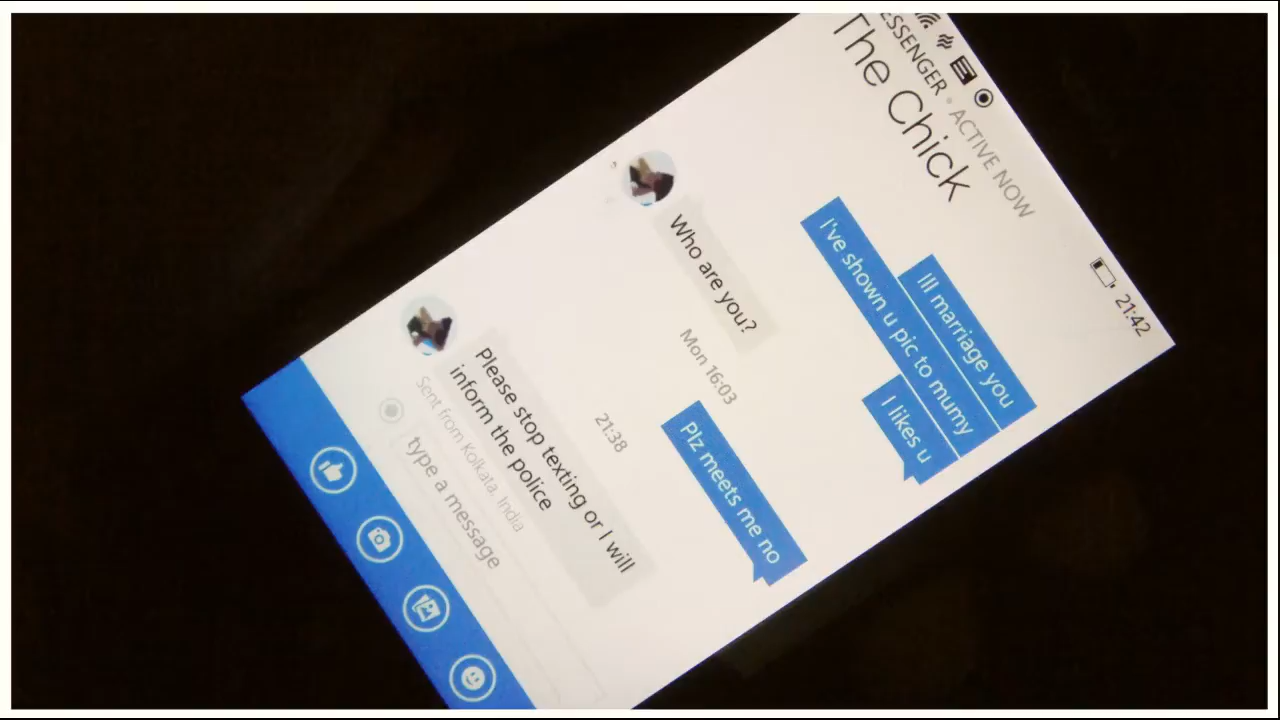 21:42
MESSENGER • ACTIVE NOW
The Chick
Ill marriage you
I've shown u pic to mumy
I likes u
Who are you?
Mon 16:03
Plz meets me no
21:38
Please stop texting or I will
inform the police
Sent from Kolkata, India
type a message